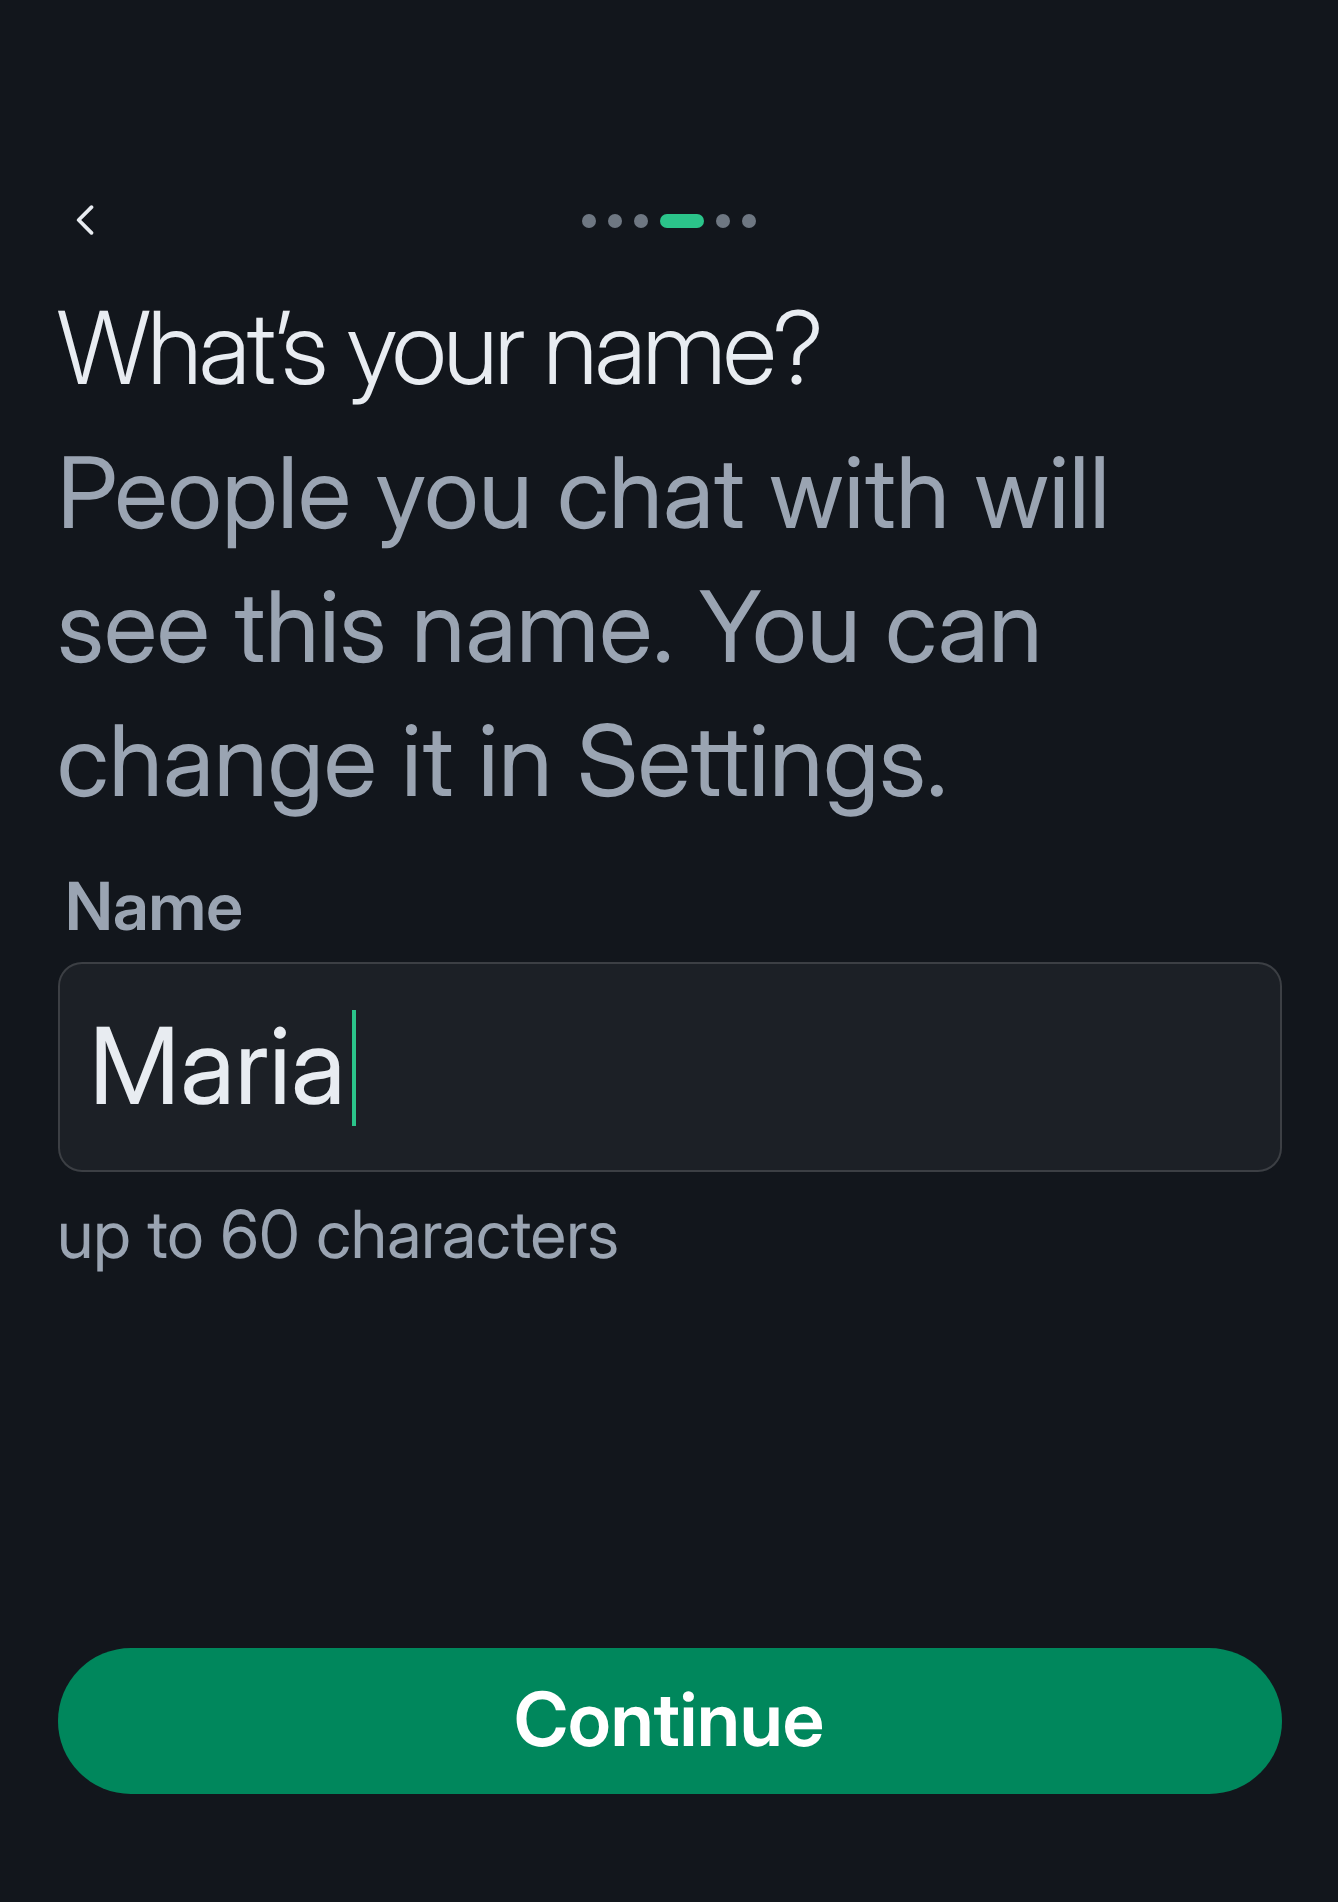 What’s your name?
People you chat with will
see this name. You can
change it in Settings.
Name
Maria
up to 60 characters
Continue